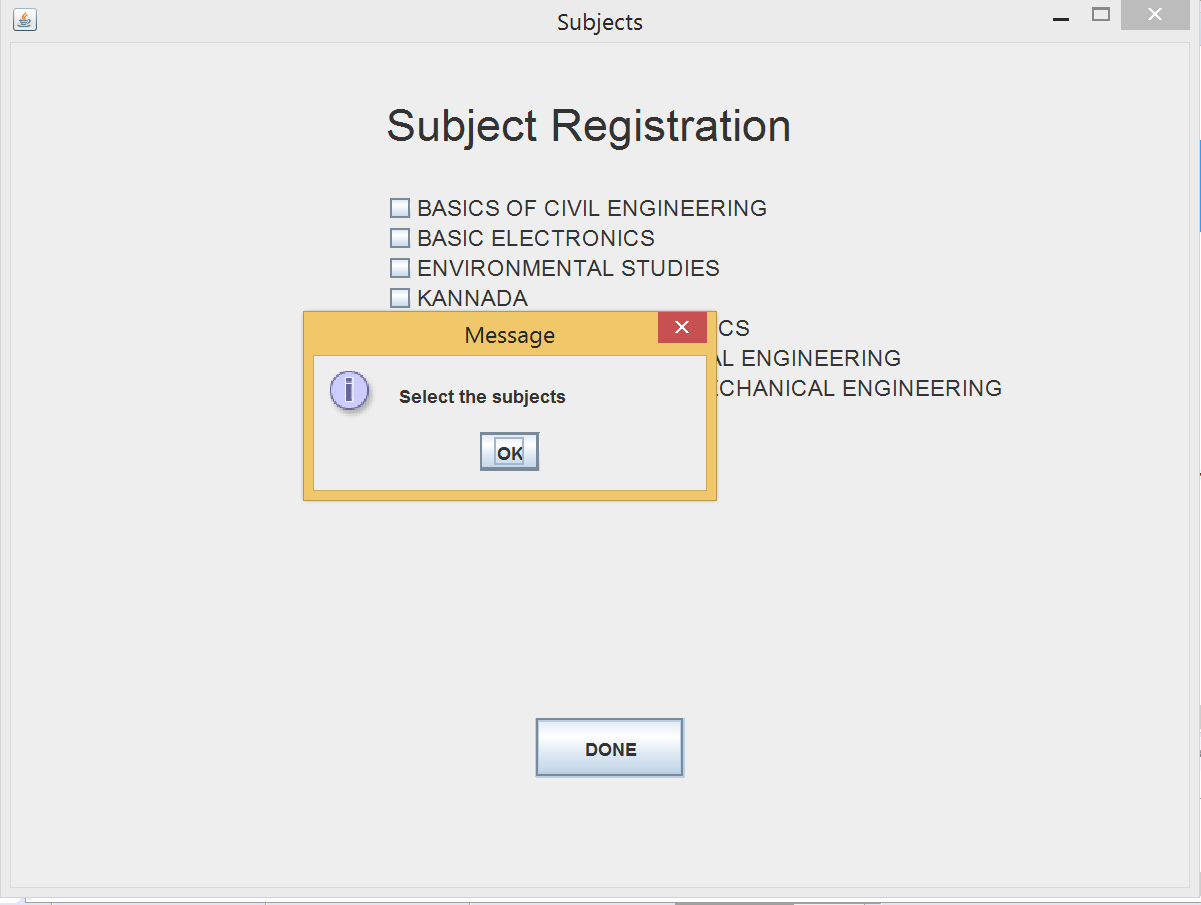 Subjects
Subject Registration
BASICS OF CIVIL ENGINEERING
BASIC ELECTRONICS
ENVIRONMENTAL STUDIES
KANNADA
CS
AL ENGINEERING
ECHANICAL ENGINEERING
Message
Select the subjects
OK
DONE